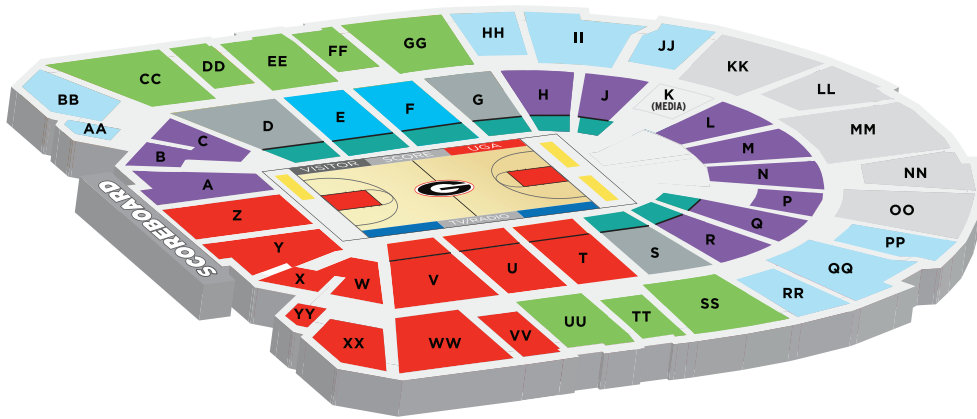 HH
II
JJ
GG
FF
EE
DD
CC
BB
AA
KK
LL
MM
NN
OO
PP
QQ
RR
SS
TT
UU
VV
WW
XX
YY
A
B
C
D
E
F
G
H
J
K
(MEDIA)
L
M
N
P
Q
R
S
T
U
V
W
X
Y
Z
VISITOR
SCORE
UGA
G
TV/RADIO
SCOREBOARD